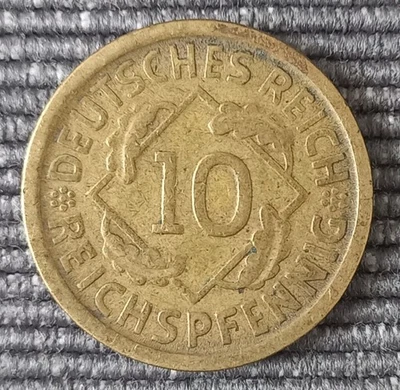 DEUTSCHES REICH
10
REICHSPFENNIG